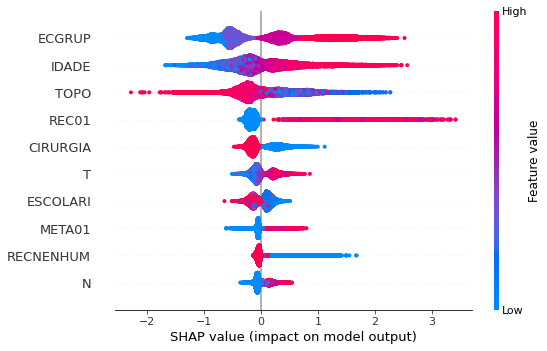 High
ECGRUP
IDADE
TOPO
REC01
CIRURGIA
T
ESCOLARI
META01
RECNENHUM
N
Feature value
Low
−2 −1 0 1 2 3
SHAP value (impact on model output)